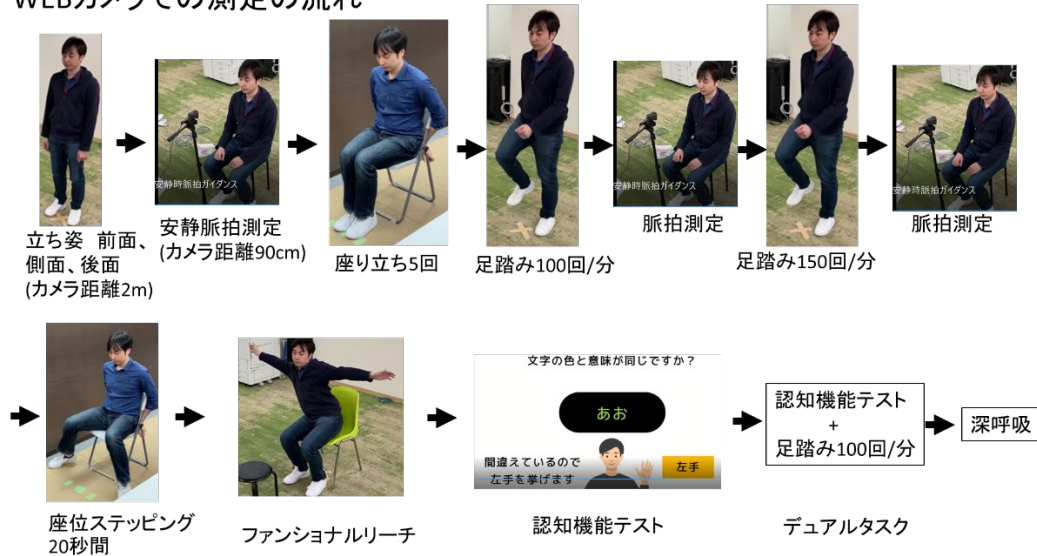 WEBカメラでの測定の流れ
安静時脈拍ガイダンス
安静時脈拍ガイダンス
安静時脈拍ガイダンス
立ち姿 前面、
側面、後面
(カメラ距離2m)
安静脈拍測定
(カメラ距離90cm)
座り立ち5回
足踏み100回/分
脈拍測定
足踏み150回/分
脈拍測定
文字の色と意味が同じですか？
あお
間違えているので
左手を挙げます
左手
認知機能テスト
+
足踏み100回/分
深呼吸
座位ステッピング
20秒間
ファンショナルリーチ
認知機能テスト
デュアルタスク